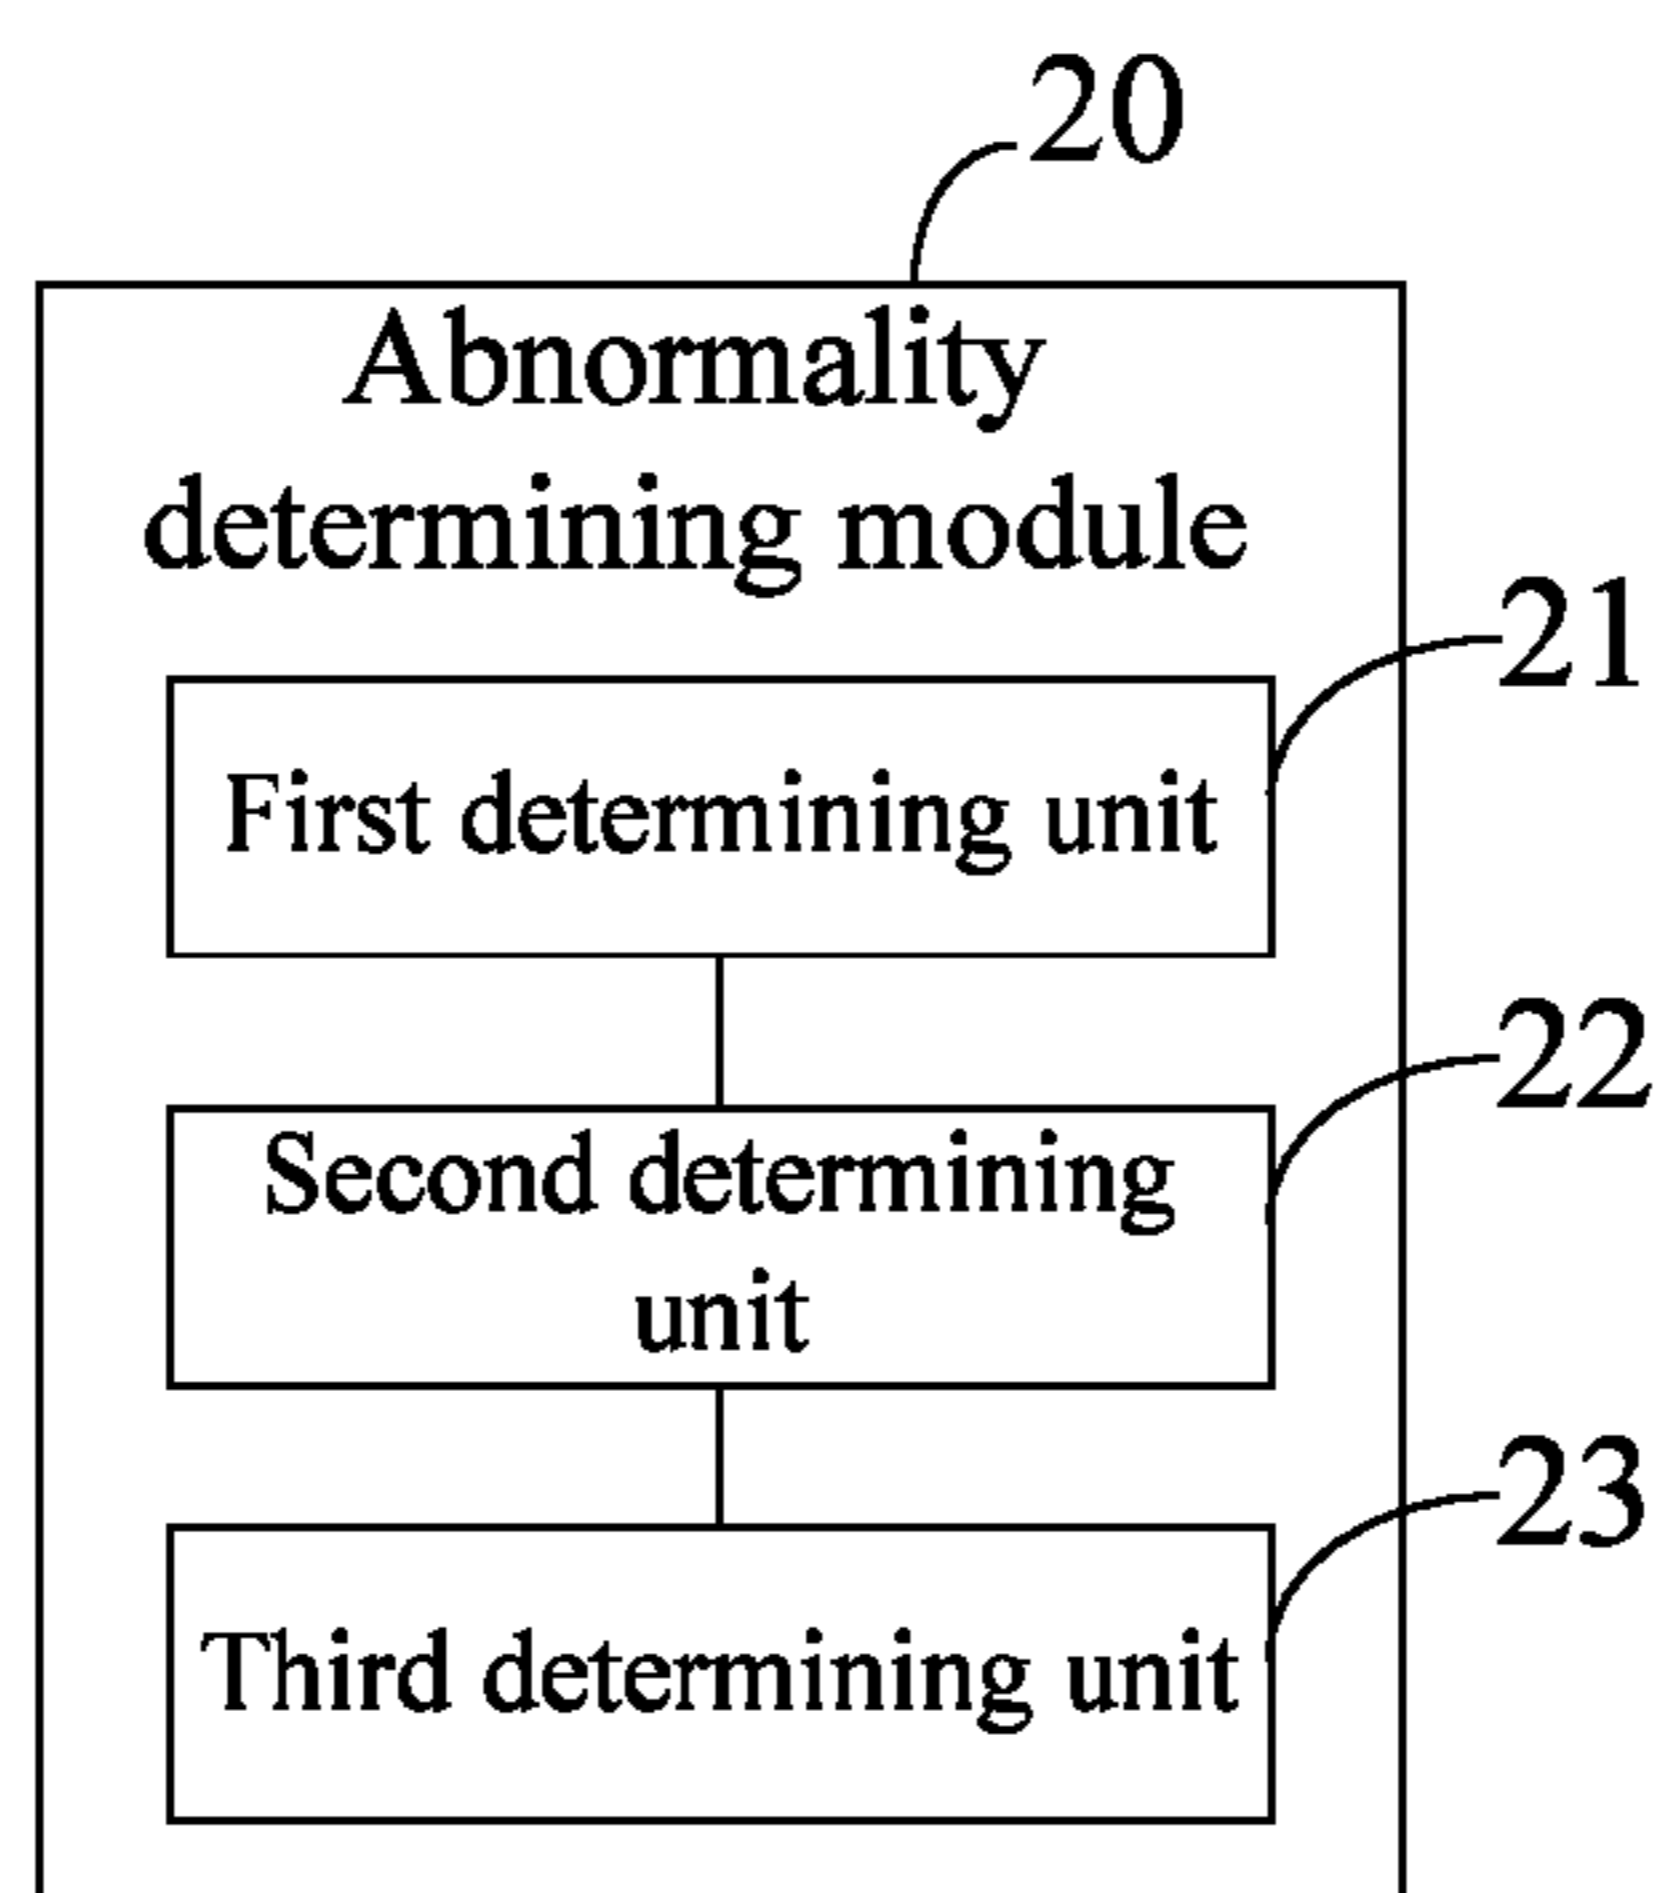 20
Abnormality
determining module
21
First determining unit
22
Second determining
unit
23
Third determining unit